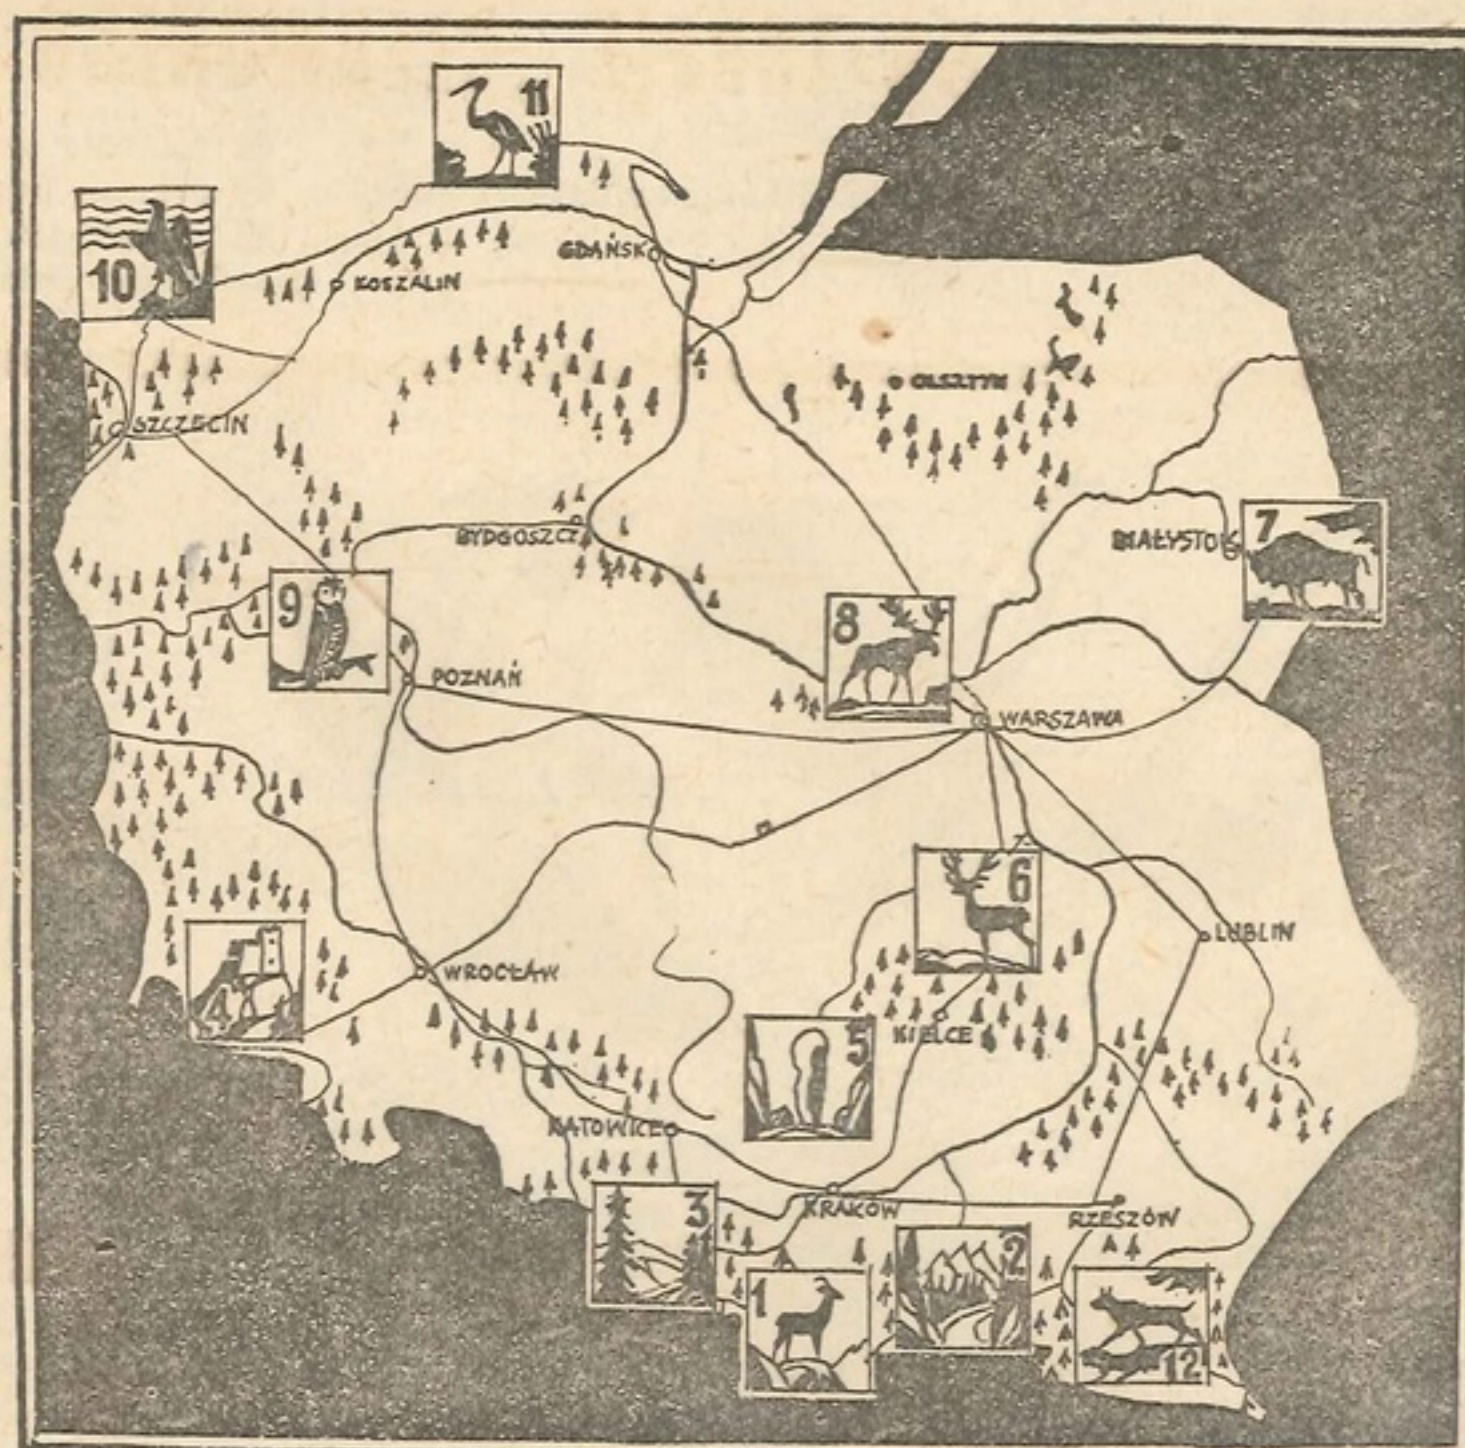 11
10
GDAŃSK
KOSZALIN
OLSZTYN
SZCZECIN
7
BYDGOSZCZ
BIAŁYSTOK
9
8
POZNAŃ
WARSZAWA
6
LUBLIN
WROCŁAW
4
5
KIELCE
KATOWICE
3
KRAKÓW
RZESZÓW
2
1
12